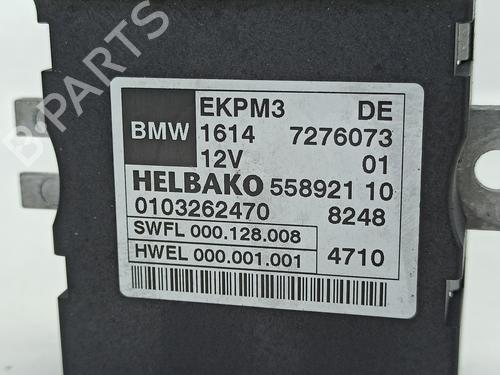 EKPM3 DE
BMW 1614 7276073
12V 01
HELBAKO 558921 10
0103262470 8248
SWFL 000.128.008
HWEL 000.001.001 4710
B-PARTS